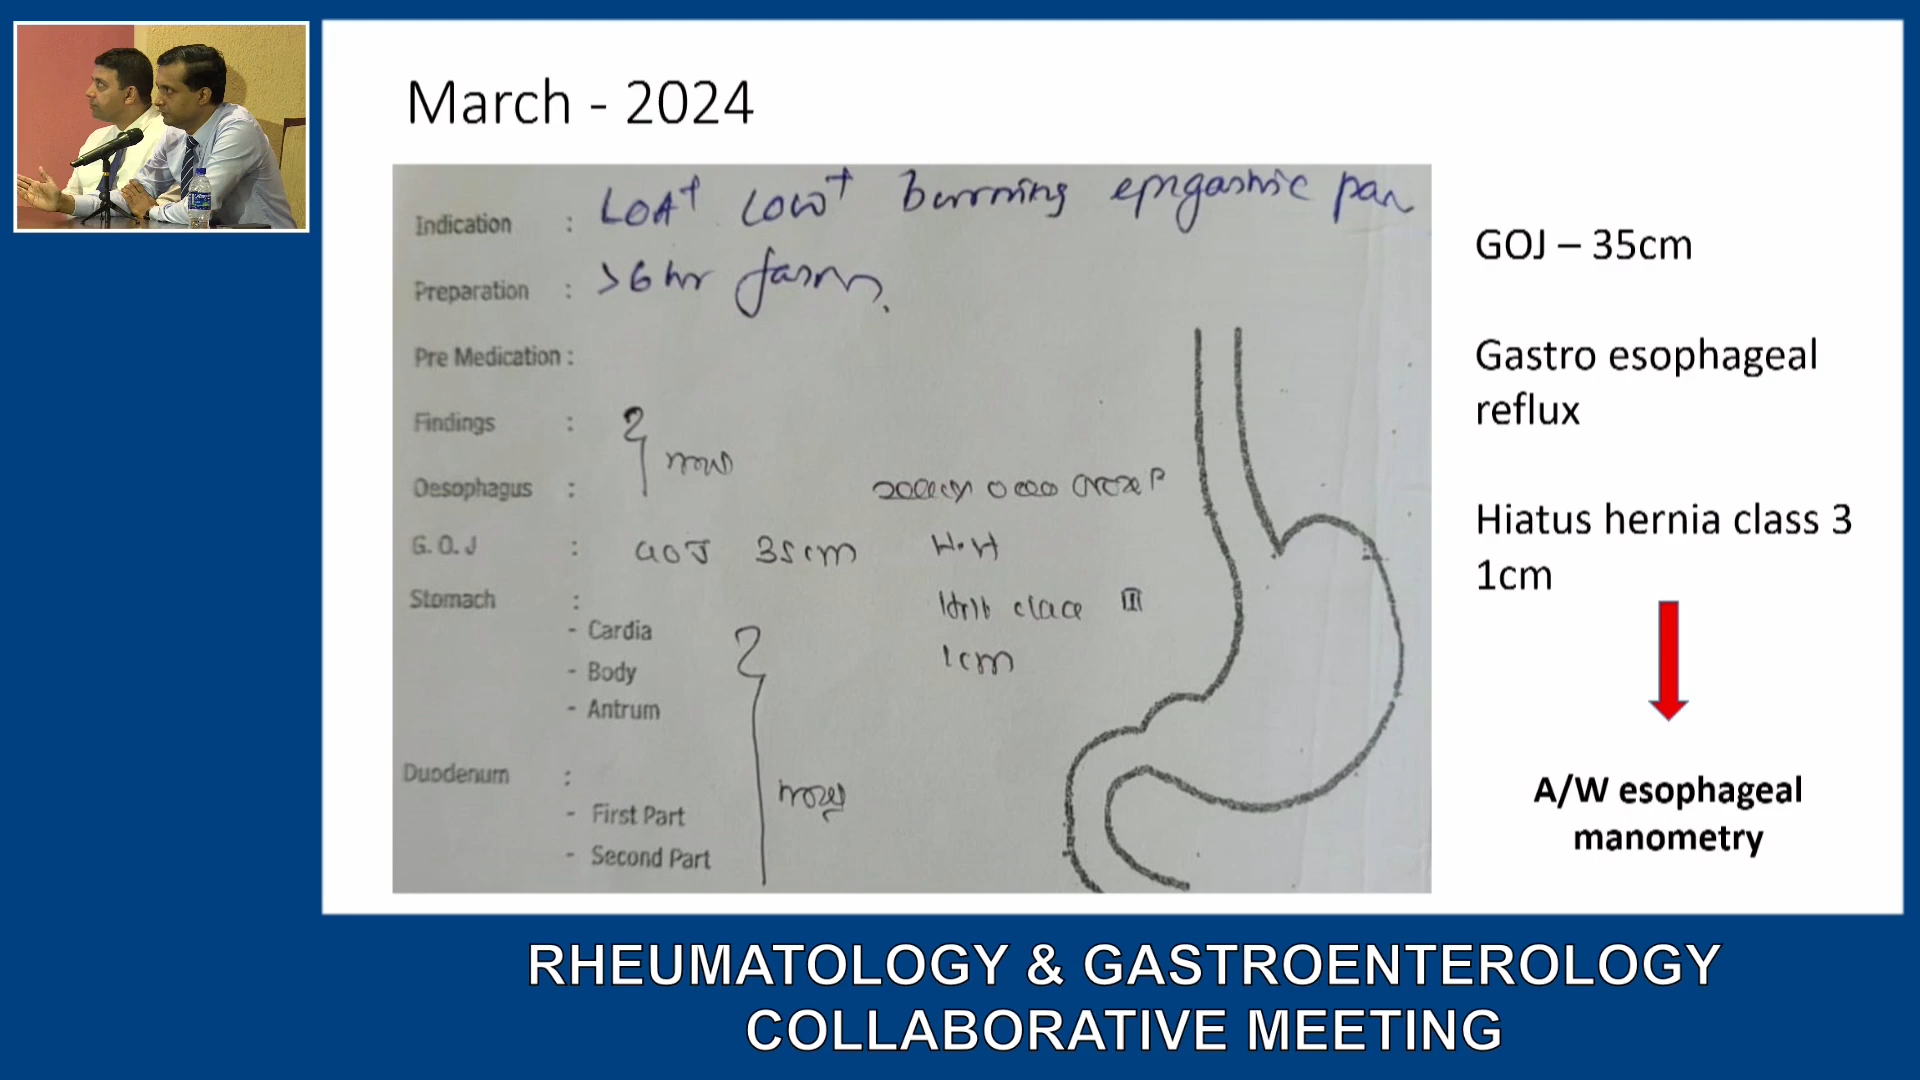 March - 2024
Indication : LOA+ LOW+ burning epigastric pain
Preparation : >6 hr
Pre Medication :
Findings :
Oesophagus :
G.O.J : GOJ 35cm H.H
Stomach :
- Cardia
- Body
- Antrum
1cm
Duodenum :
- First Part
- Second Part
GOJ – 35cm
Gastro esophageal
reflux
Hiatus hernia class 3
1cm
A/W esophageal
manometry
RHEUMATOLOGY & GASTROENTEROLOGY
COLLABORATIVE MEETING